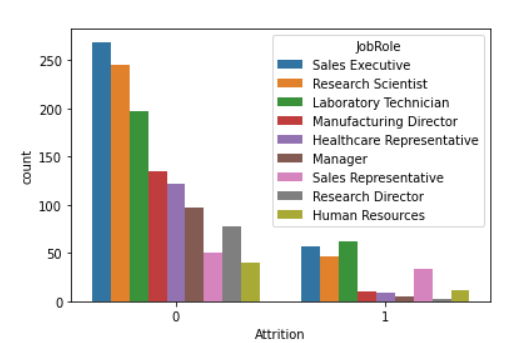 JobRole
Sales Executive
Research Scientist
Laboratory Technician
Manufacturing Director
Healthcare Representative
Manager
Sales Representative
Research Director
Human Resources
250
200
150
100
50
0
count
0
1
Attrition